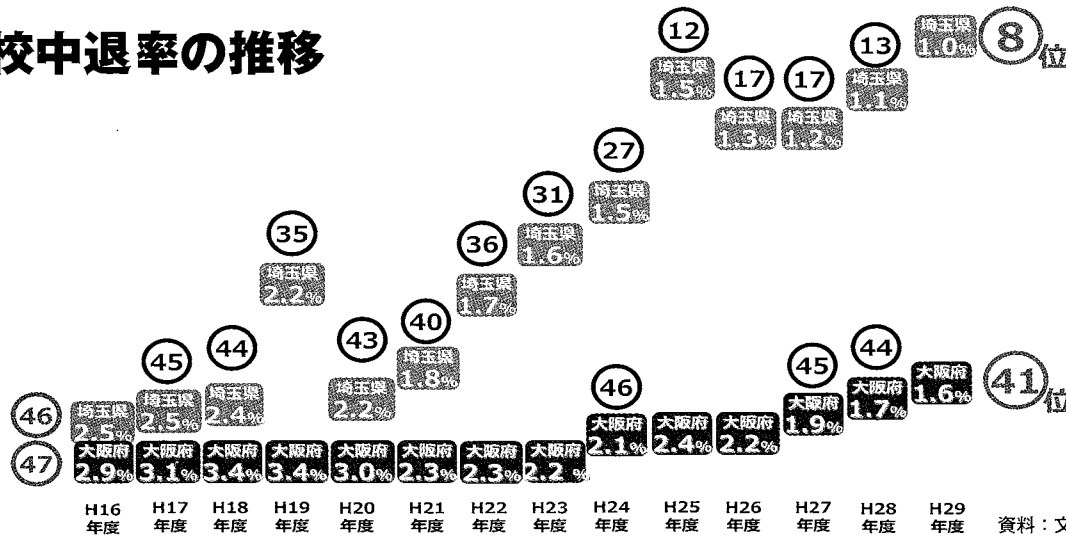 校中退率の推移
12
埼玉県
1.5%
17
埼玉県
1.3%
17
埼玉県
1.2%
13
埼玉県
1.1%
埼玉県
1.0%
8位
27
埼玉県
1.5%
31
埼玉県
1.6%
36
埼玉県
1.7%
35
埼玉県
2.2%
40
埼玉県
1.8%
43
埼玉県
2.2%
44
埼玉県
2.4%
45
埼玉県
2.5%
46
埼玉県
2.5%
47
大阪府
2.9%
大阪府
3.1%
大阪府
3.4%
大阪府
3.4%
大阪府
3.0%
大阪府
2.3%
大阪府
2.3%
大阪府
2.2%
46
大阪府
2.1%
大阪府
2.4%
大阪府
2.2%
45
大阪府
1.9%
44
大阪府
1.7%
大阪府
1.6%
41位
H16
年度
H17
年度
H18
年度
H19
年度
H20
年度
H21
年度
H22
年度
H23
年度
H24
年度
H25
年度
H26
年度
H27
年度
H28
年度
H29
年度
資料：文